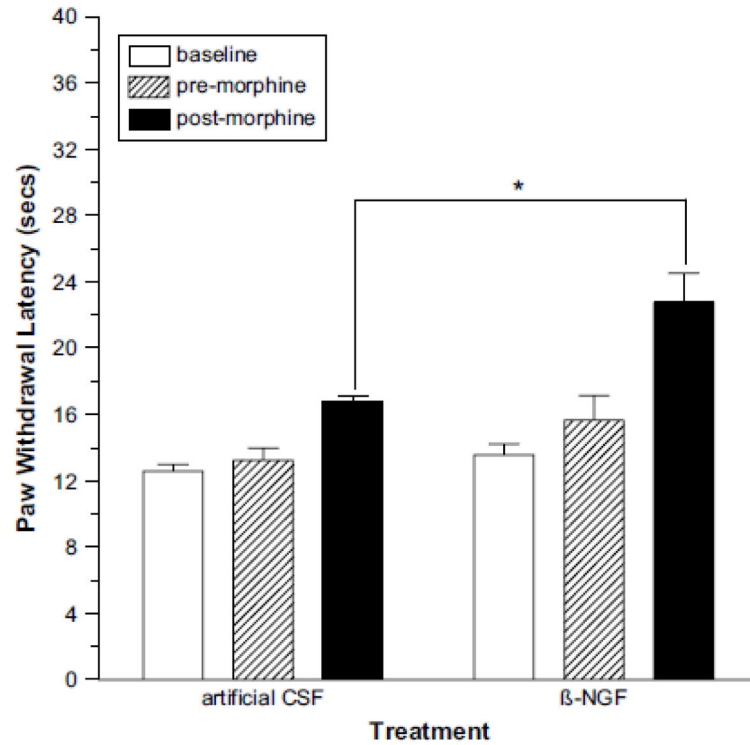 40
36
32
28
24
20
16
12
8
4
0
Paw Withdrawal Latency (secs)
baseline
pre-morphine
post-morphine
*
artificial CSF
ß-NGF
Treatment